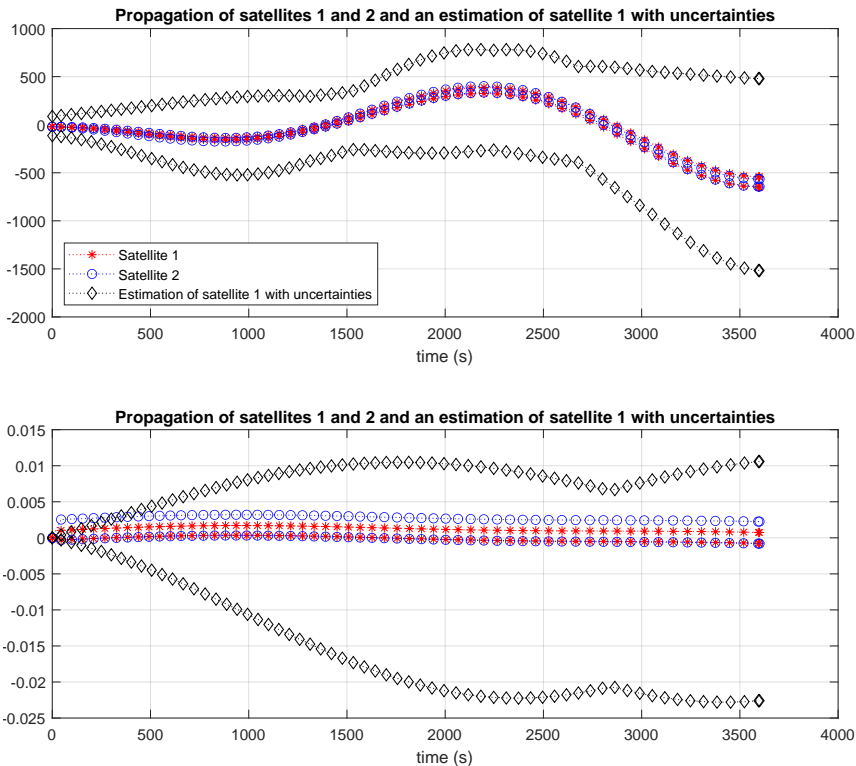 Propagation of satellites 1 and 2 and an estimation of satellite 1 with uncertainties
1000
500
0
-500
-1000
-1500
-2000
Satellite 1
Satellite 2
Estimation of satellite 1 with uncertainties
0 500 1000 1500 2000 2500 3000 3500 4000
time (s)
Propagation of satellites 1 and 2 and an estimation of satellite 1 with uncertainties
0.015
0.01
0.005
0
-0.005
-0.01
-0.015
-0.02
-0.025
0 500 1000 1500 2000 2500 3000 3500 4000
time (s)